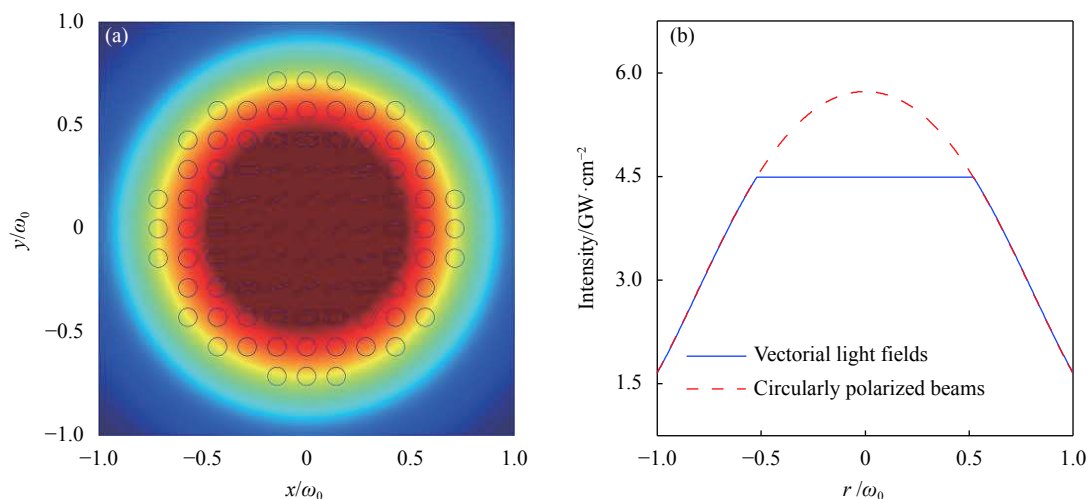 (a)
1.0
0.5
0
−0.5
−1.0
y/ω₀
−1.0 −0.5 0 0.5 1.0
x/ω₀
(b)
6.0
4.5
3.0
1.5
Intensity/GW·cm⁻²
Vectorial light fields
Circularly polarized beams
−1.0 −0.5 0 0.5 1.0
r /ω₀